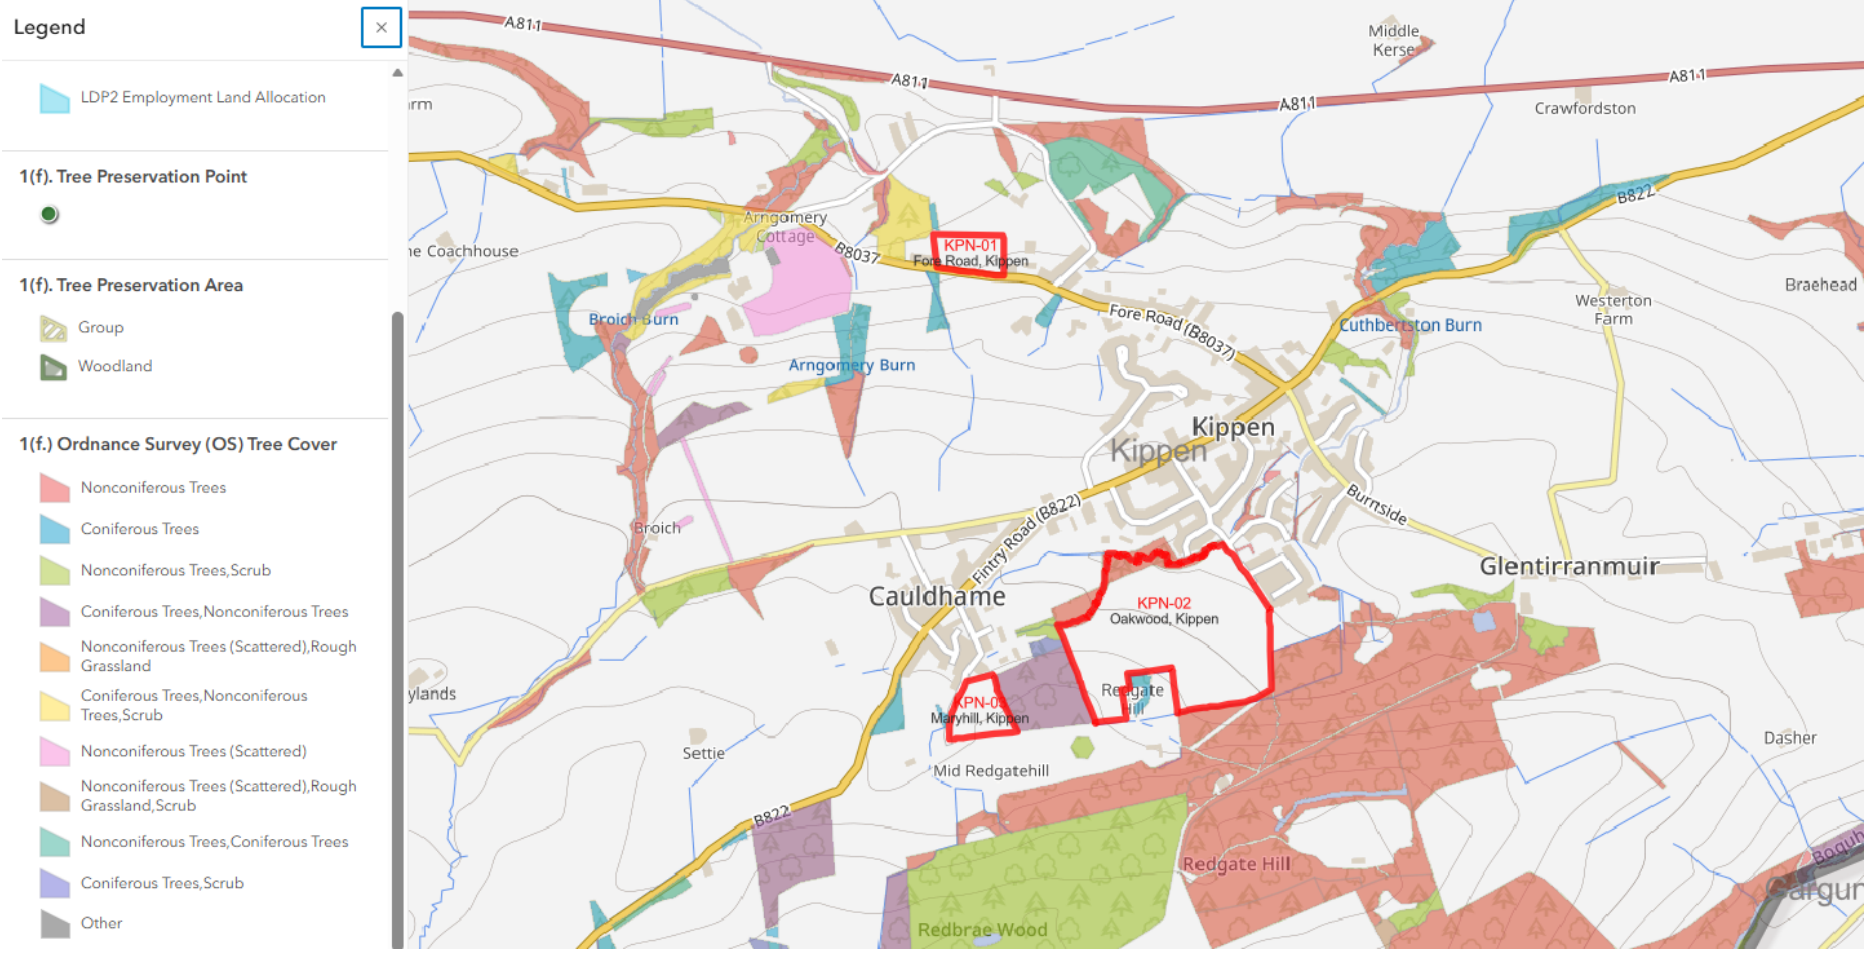 Legend
LDP2 Employment Land Allocation
1(f). Tree Preservation Point
1(f). Tree Preservation Area
Group
Woodland
1(f.) Ordnance Survey (OS) Tree Cover
Nonconiferous Trees
Coniferous Trees
Nonconiferous Trees,Scrub
Coniferous Trees,Nonconiferous Trees
Nonconiferous Trees (Scattered),Rough
Grassland
Coniferous Trees,Nonconiferous
Trees,Scrub
Nonconiferous Trees (Scattered)
Nonconiferous Trees (Scattered),Rough
Grassland,Scrub
Nonconiferous Trees,Coniferous Trees
Coniferous Trees,Scrub
Other
A811
A811
A811
A811
Middle
Kerse
Crawfordston
arm
B822
Arngomery
Cottage
ne Coachhouse
B8037
KPN-01
Fore Road, Kippen
Braehead
Westerton
Farm
Broich Burn
Fore Road (B8037)
Cuthbertston Burn
Arngomery Burn
Kippen
Kippen
Broich
Fintry Road (B822)
Burnside
Glentirranmuir
Cauldhame
KPN-02
Oakwood, Kippen
ylands
Redgate
Hill
KPN-05
Maryhill, Kippen
Settie
Dasher
Mid Redgatehill
B822
Redgate Hill
Boquh
Gargun
Redbrae Wood